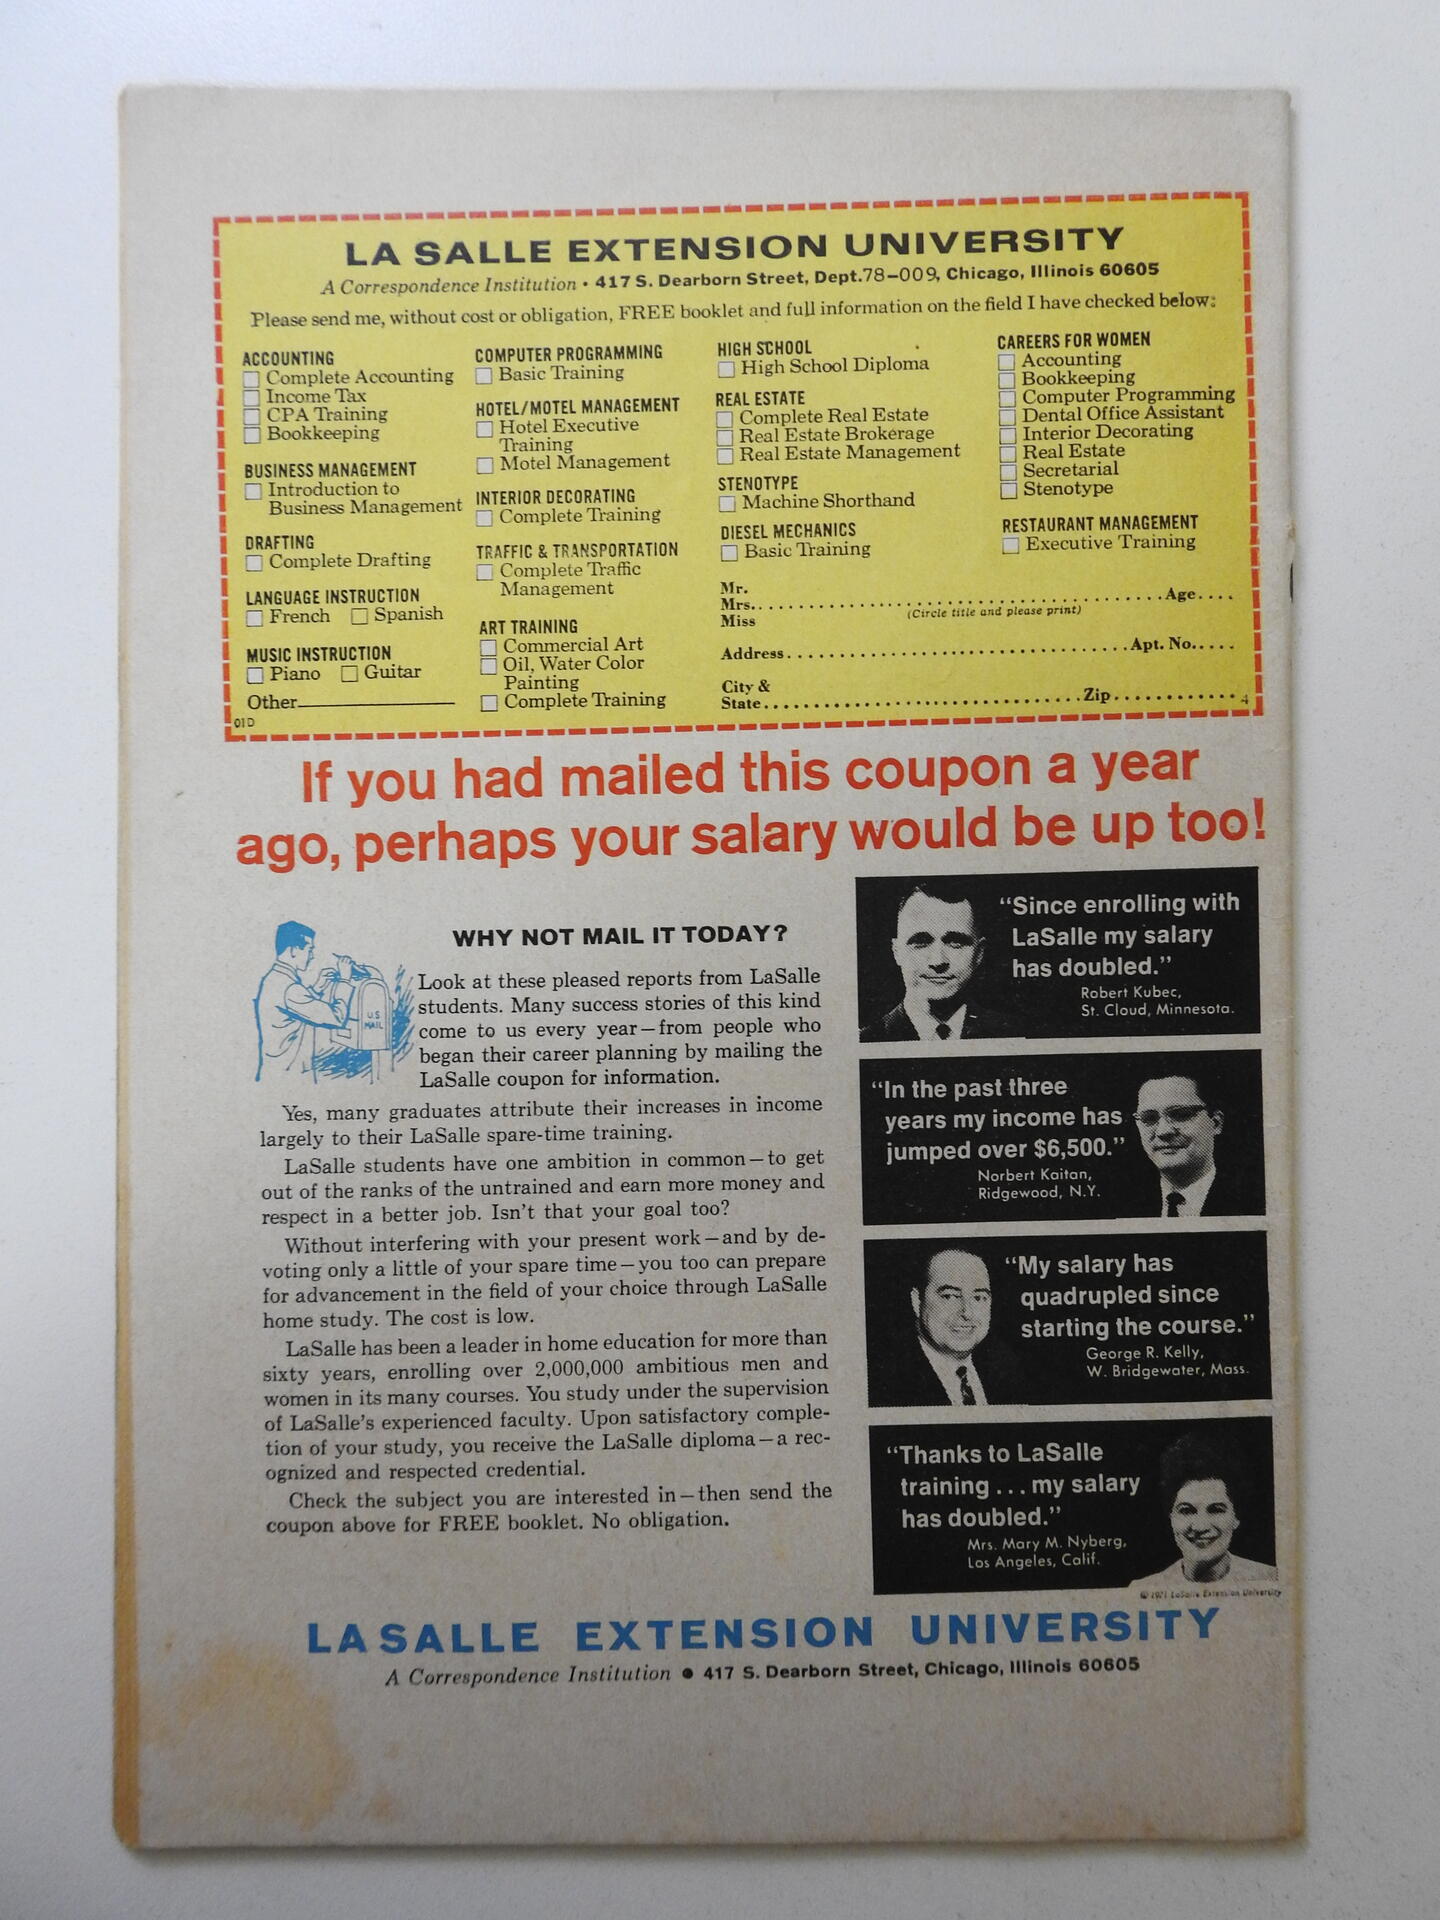 LA SALLE EXTENSION UNIVERSITY
A Correspondence Institution • 417 S. Dearborn Street, Dept.78-009, Chicago, Illinois 60605
Please send me, without cost or obligation, FREE booklet and full information on the field I have checked below:
ACCOUNTING
Complete Accounting
Income Tax
CPA Training
Bookkeeping
BUSINESS MANAGEMENT
Introduction to
Business Management
DRAFTING
Complete Drafting
LANGUAGE INSTRUCTION
French Spanish
MUSIC INSTRUCTION
Piano Guitar
Other
01D
COMPUTER PROGRAMMING
Basic Training
HOTEL/MOTEL MANAGEMENT
Hotel Executive
Training
Motel Management
INTERIOR DECORATING
Complete Training
TRAFFIC & TRANSPORTATION
Complete Traffic
Management
ART TRAINING
Commercial Art
Oil, Water Color
Painting
Complete Training
HIGH SCHOOL
High School Diploma
REAL ESTATE
Complete Real Estate
Real Estate Brokerage
Real Estate Management
STENOTYPE
Machine Shorthand
DIESEL MECHANICS
Basic Training
CAREERS FOR WOMEN
Accounting
Bookkeeping
Computer Programming
Dental Office Assistant
Interior Decorating
Real Estate
Secretarial
Stenotype
RESTAURANT MANAGEMENT
Executive Training
Mr.
Mrs. Age
Miss (Circle title and please print)
Address Apt. No.
City &
State Zip
4
If you had mailed this coupon a year
ago, perhaps your salary would be up too!
WHY NOT MAIL IT TODAY?
U.S
MAIL
Look at these pleased reports from LaSalle
students. Many success stories of this kind
come to us every year—from people who
began their career planning by mailing the
LaSalle coupon for information.
Yes, many graduates attribute their increases in income
largely to their LaSalle spare-time training.
LaSalle students have one ambition in common—to get
out of the ranks of the untrained and earn more money and
respect in a better job. Isn't that your goal too?
Without interfering with your present work—and by de-
voting only a little of your spare time—you too can prepare
for advancement in the field of your choice through LaSalle
home study. The cost is low.
LaSalle has been a leader in home education for more than
sixty years, enrolling over 2,000,000 ambitious men and
women in its many courses. You study under the supervision
of LaSalle's experienced faculty. Upon satisfactory comple-
tion of your study, you receive the LaSalle diploma—a rec-
ognized and respected credential.
Check the subject you are interested in—then send the
coupon above for FREE booklet. No obligation.
"Since enrolling with
LaSalle my salary
has doubled."
Robert Kubec,
St. Cloud, Minnesota.
"In the past three
years my income has
jumped over $6,500."
Norbert Kaitan,
Ridgewood, N.Y.
"My salary has
quadrupled since
starting the course."
George R. Kelly,
W. Bridgewater, Mass.
"Thanks to LaSalle
training ... my salary
has doubled."
Mrs. Mary M. Nyberg,
Los Angeles, Calif.
© 1971 LaSalle Extension University
LA SALLE EXTENSION UNIVERSITY
A Correspondence Institution • 417 S. Dearborn Street, Chicago, Illinois 60605